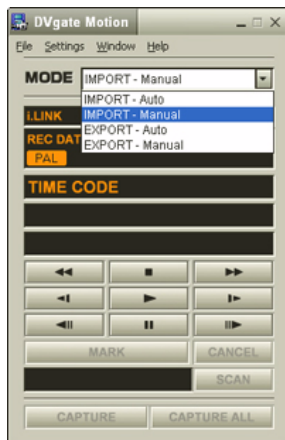 DVgate Motion
File Settings Window Help
MODE IMPORT - Manual
IMPORT - Auto
i.LINK IMPORT - Manual
EXPORT - Auto
REC DAT EXPORT - Manual
PAL
TIME CODE
MARK CANCEL
SCAN
CAPTURE CAPTURE ALL